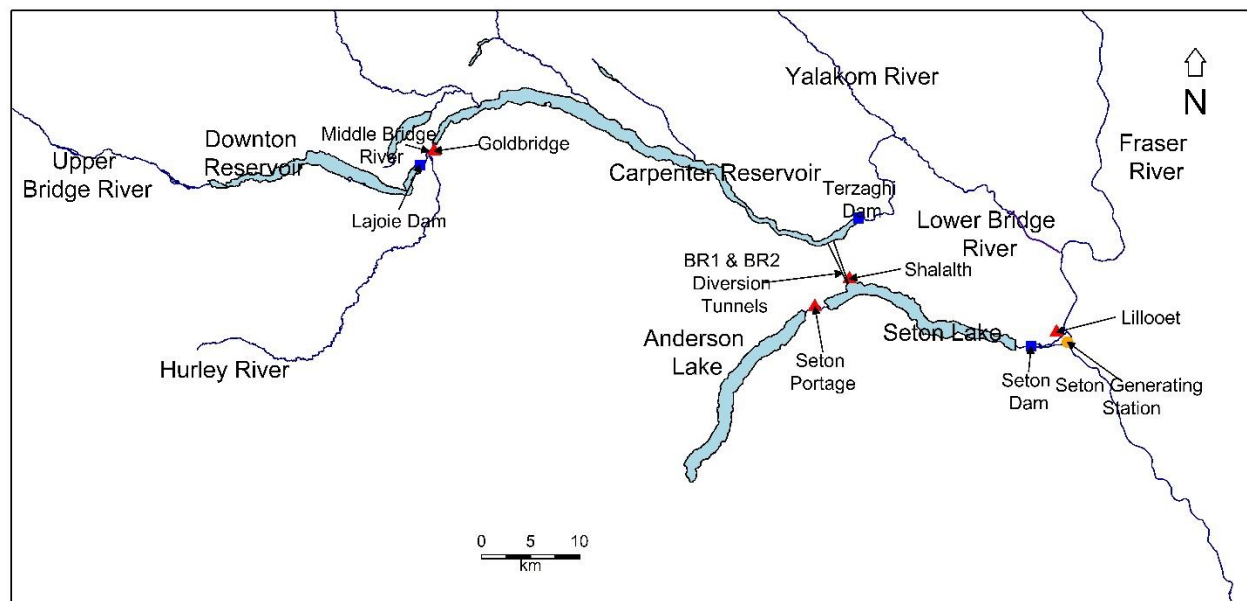 Yalakom River
N
Fraser
River
Upper
Bridge River
Downton
Reservoir
Middle Bridge
River
Goldbridge
Lajoie Dam
Carpenter Reservoir
Terzaghi
Dam
Lower Bridge
River
BR1 & BR2
Diversion
Tunnels
Shalalth
Hurley River
Anderson
Lake
Seton
Portage
Seton Lake
Lillooet
Seton
Dam
Seton Generating
Station
0 5 10
km